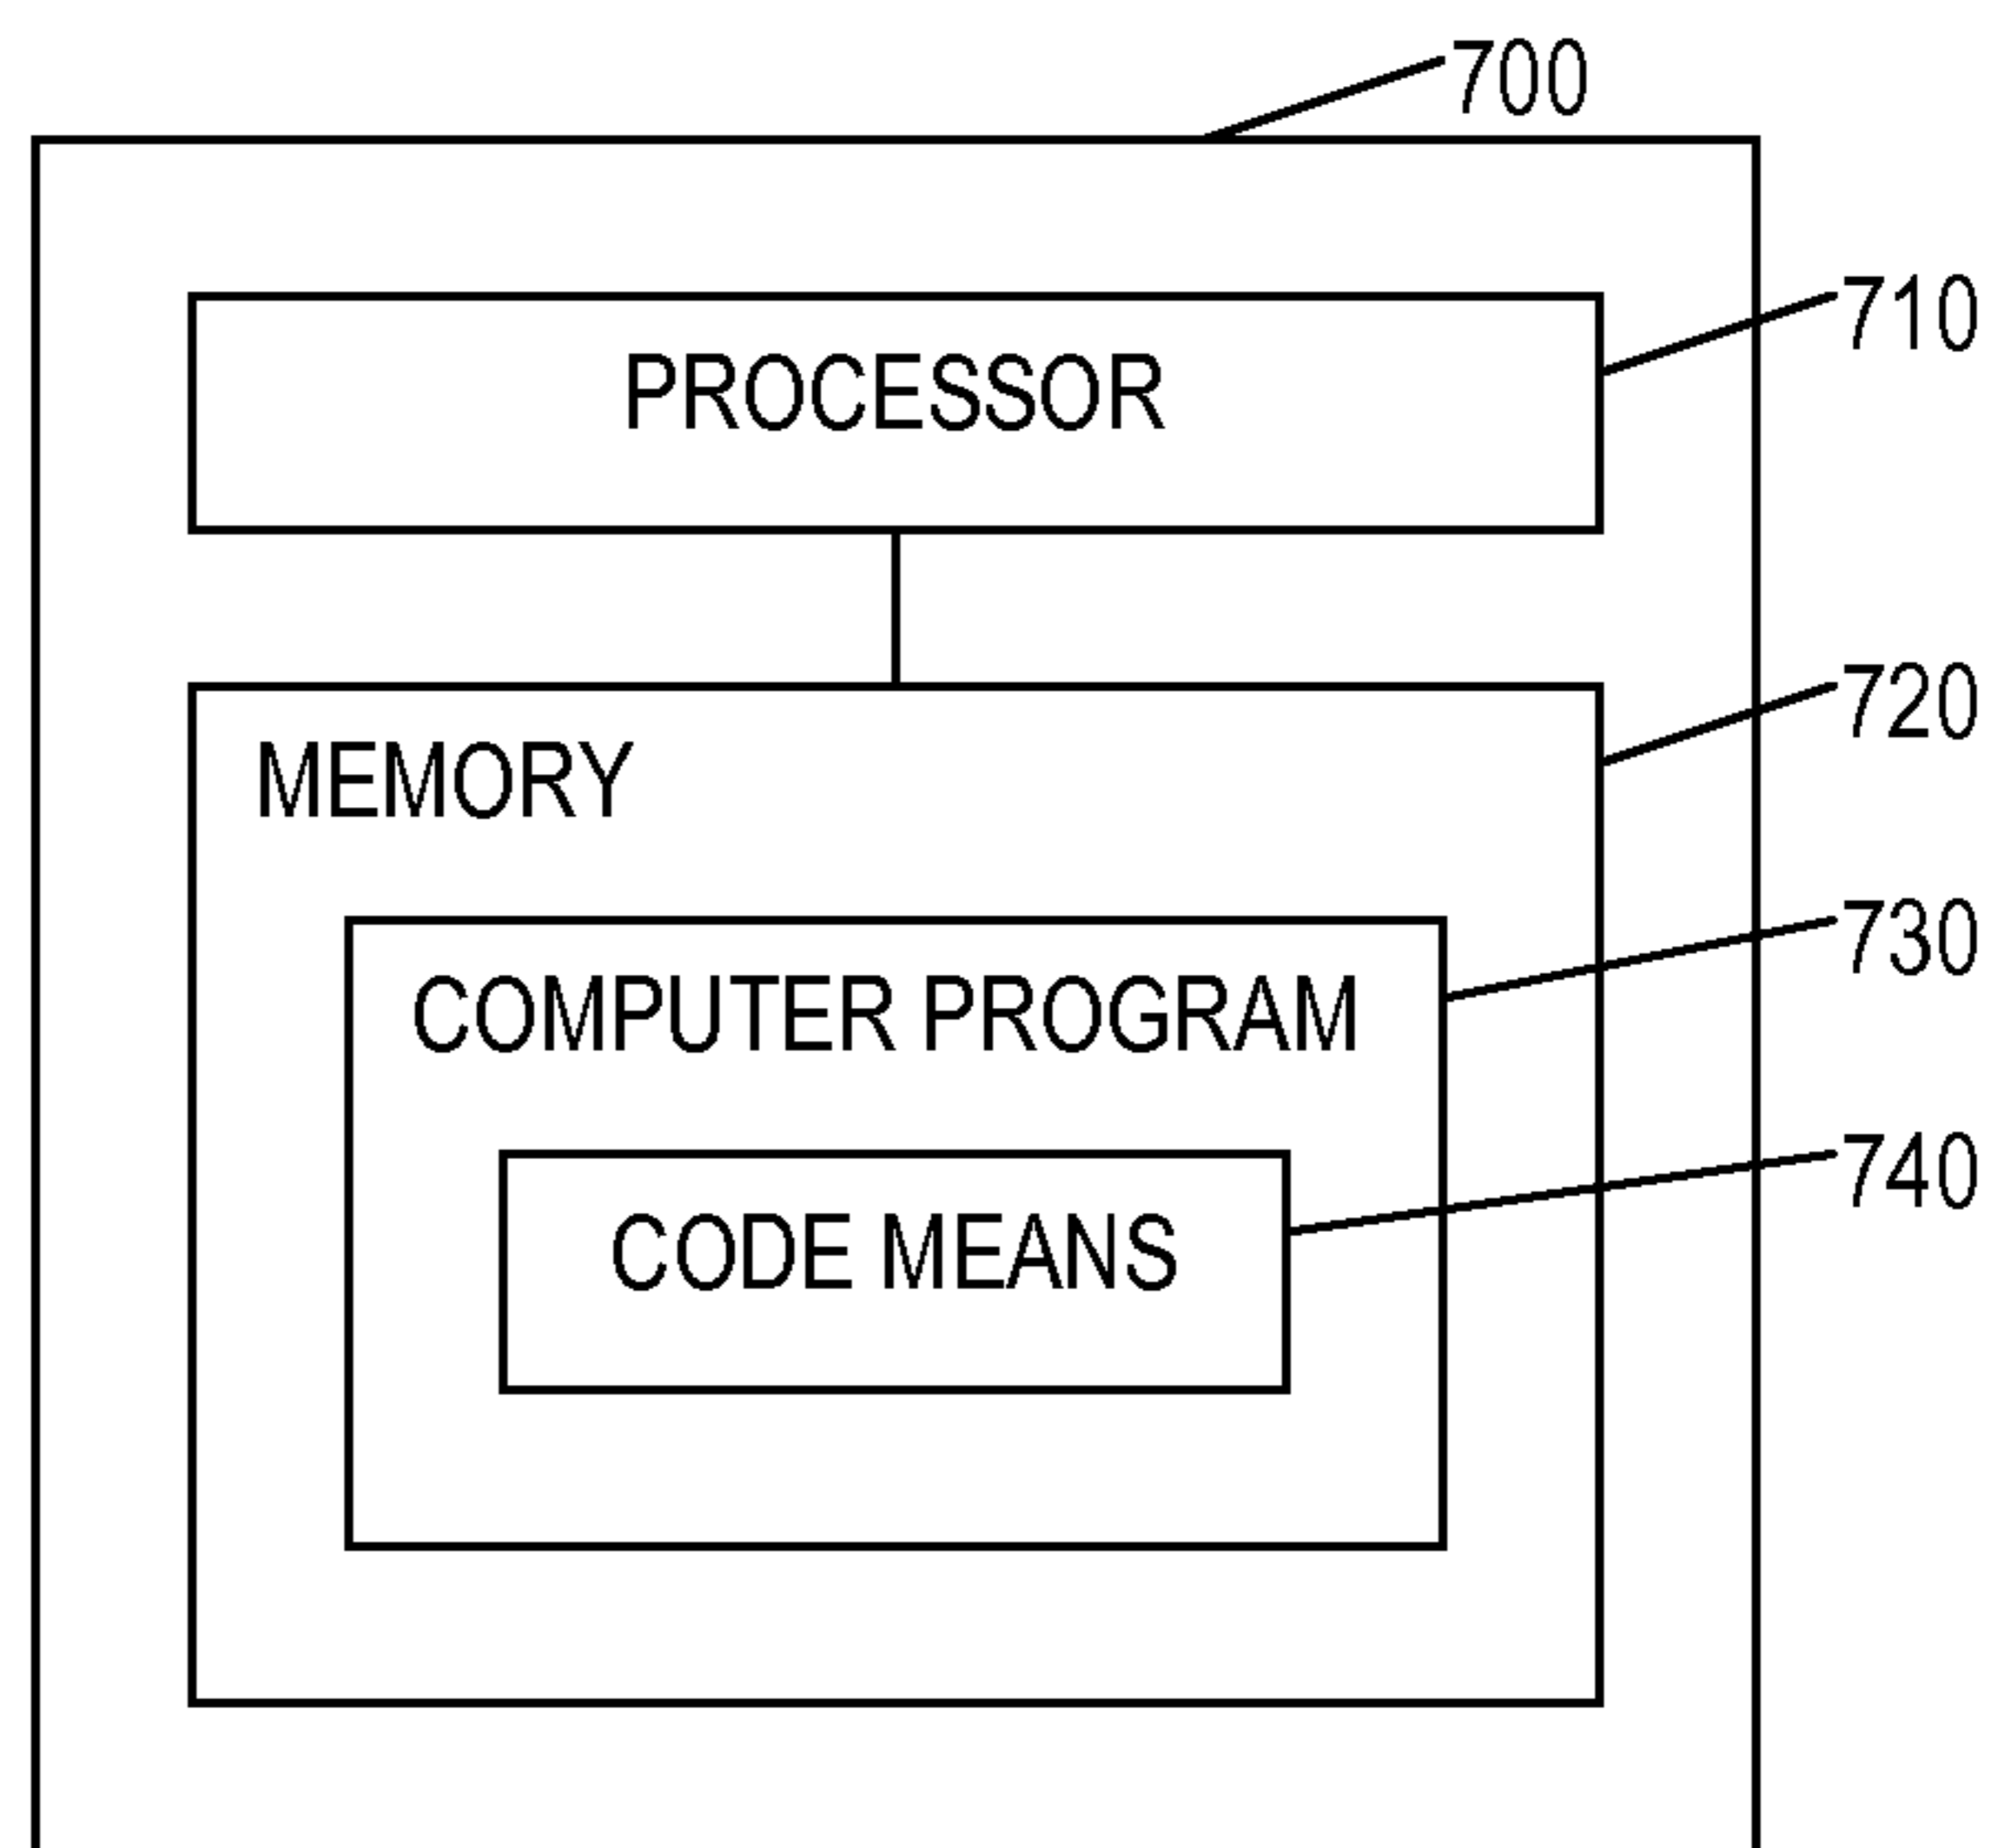 700
710
PROCESSOR
720
MEMORY
730
COMPUTER PROGRAM
740
CODE MEANS